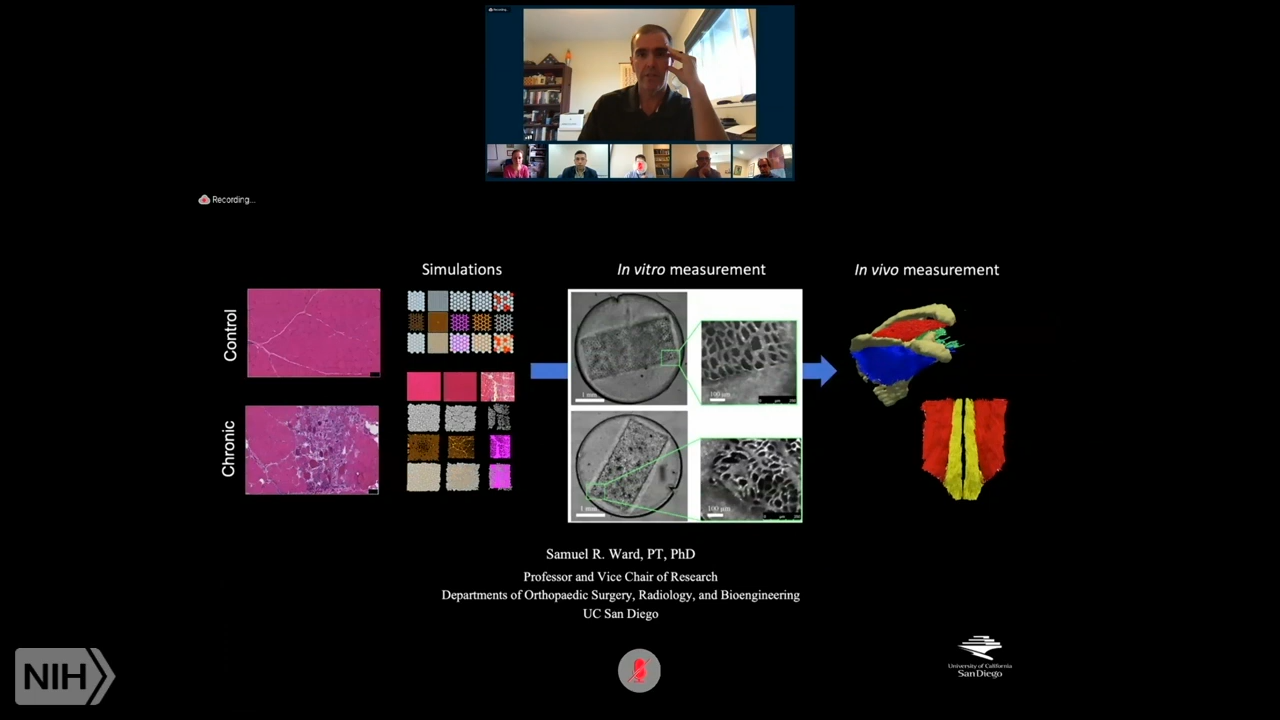 Recording...
Recording...
Simulations
In vitro measurement
In vivo measurement
Control
Chronic
1 mm
100 µm
1 mm
100 µm
Samuel R. Ward, PT, PhD
Professor and Vice Chair of Research
Departments of Orthopaedic Surgery, Radiology, and Bioengineering
UC San Diego
NIH
University of California
San Diego